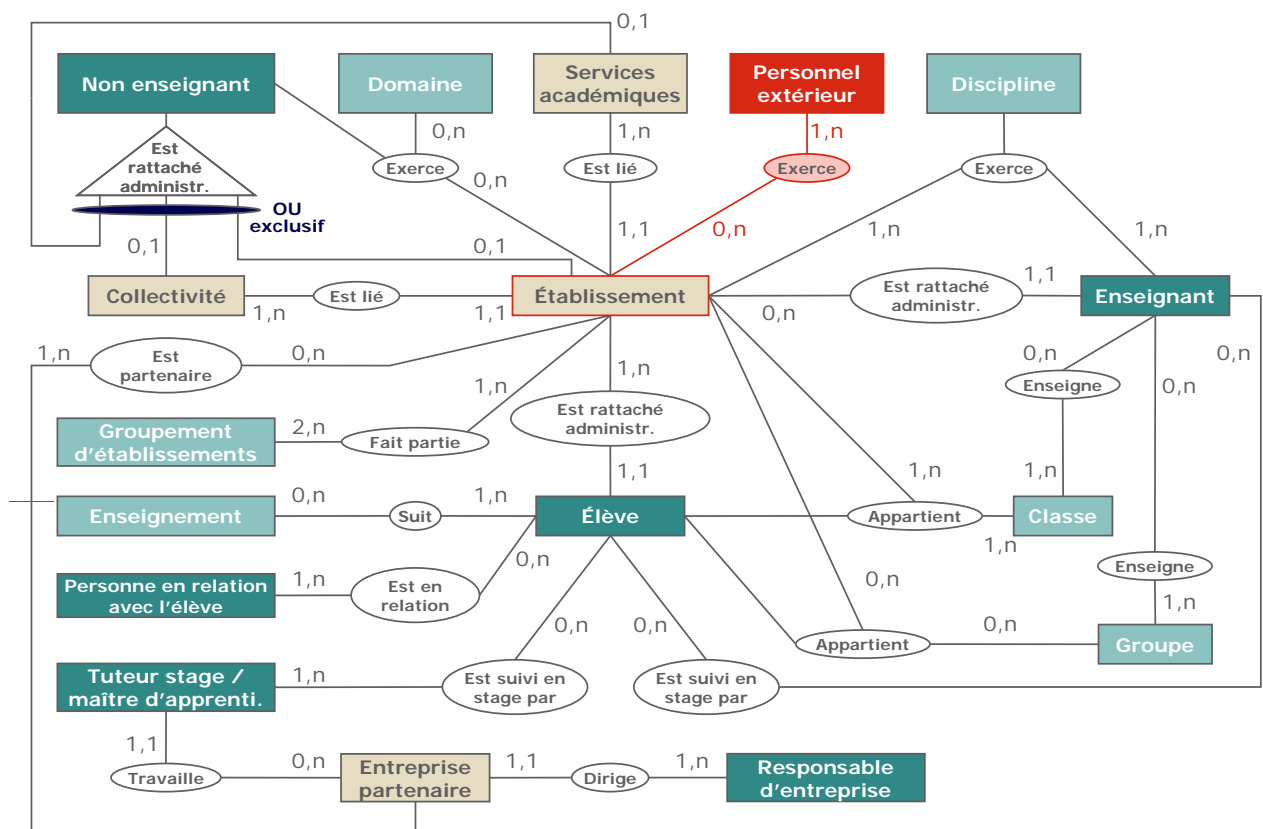 0,1
Non enseignant
Domaine
Services
académiques
Personnel
extérieur
Discipline
0,n
1,n
1,n
Est
rattaché
administr.
Exerce
Est lié
Exerce
Exerce
0,n
OU
exclusif
0,1
0,1
1,1
0,n
1,n
1,n
Collectivité
Est lié
Établissement
Est rattaché
administr.
1,1
Enseignant
1,n
1,1
0,n
1,n
Est
partenaire
0,n
1,n
1,n
0,n
Enseigne
0,n
0,n
Groupement
d'établissements
2,n
Fait partie
Est rattaché
administr.
1,1
1,n
1,n
Enseignement
0,n
Suit
1,n
Élève
Appartient
Classe
1,n
0,n
Personne en relation
avec l'élève
1,n
Est en
relation
0,n
Enseigne
1,n
0,n
0,n
Appartient
0,n
Groupe
Tuteur stage /
maître d'apprenti.
1,n
Est suivi en
stage par
Est suivi en
stage par
1,1
Travaille
0,n
Entreprise
partenaire
1,1
Dirige
1,n
Responsable
d'entreprise